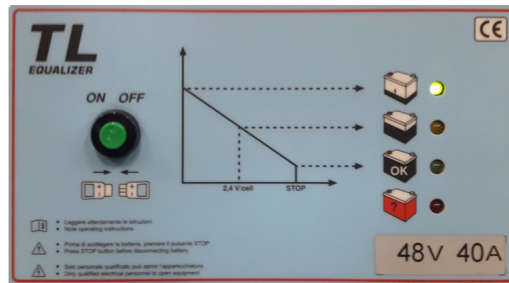 TL
EQUALIZER
ON OFF
2,4 V/cell STOP
OK
?
Leggere attentamente le istruzioni
Note operating instructions.
Prima di scollegare la batteria, premere il pulsante STOP
Press STOP button before disconnecting battery.
Solo personale qualificato può aprire l'apparecchiatura
Only qualified electrical personnel to open equipment.
CE
48V 40A